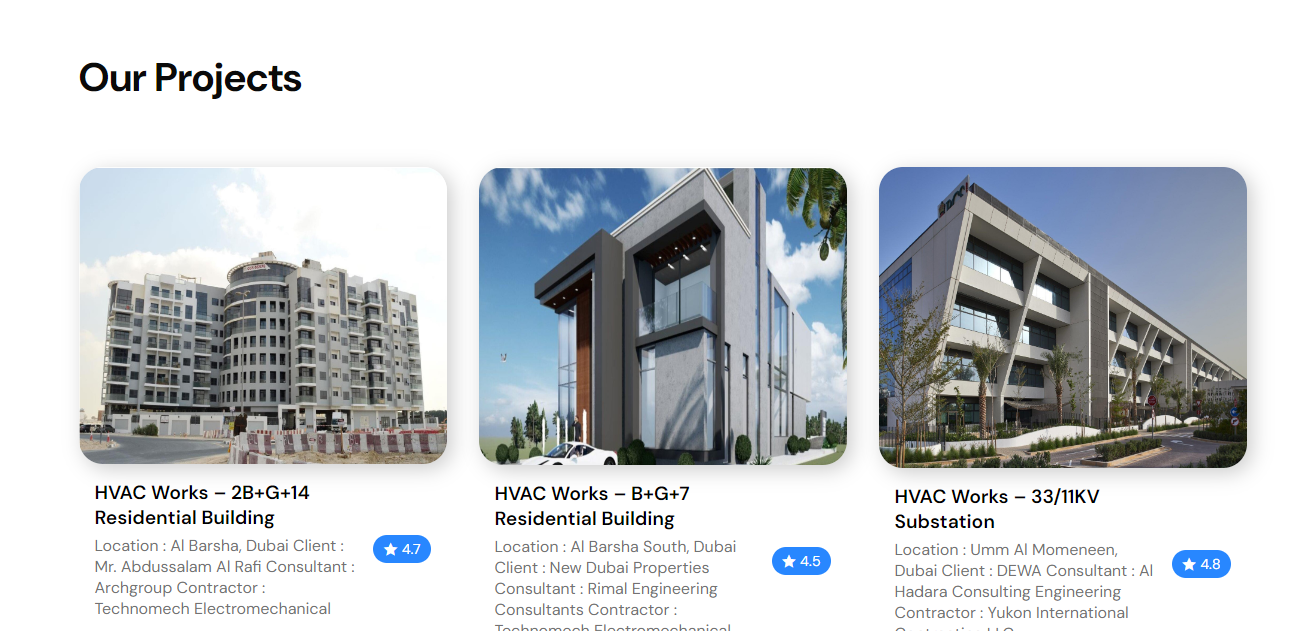 Our Projects
HVAC Works – 2B+G+14
Residential Building
Location : Al Barsha, Dubai Client :
Mr. Abdussalam Al Rafi Consultant :
Archgroup Contractor :
Technomech Electromechanical
4.7
HVAC Works – B+G+7
Residential Building
Location : Al Barsha South, Dubai
Client : New Dubai Properties
Consultant : Rimal Engineering
Consultants Contractor :
Technomech Electromechanical
4.5
HVAC Works – 33/11KV
Substation
Location : Umm Al Momeneen,
Dubai Client : DEWA Consultant : Al
Hadara Consulting Engineering
Contractor : Yukon International
4.8